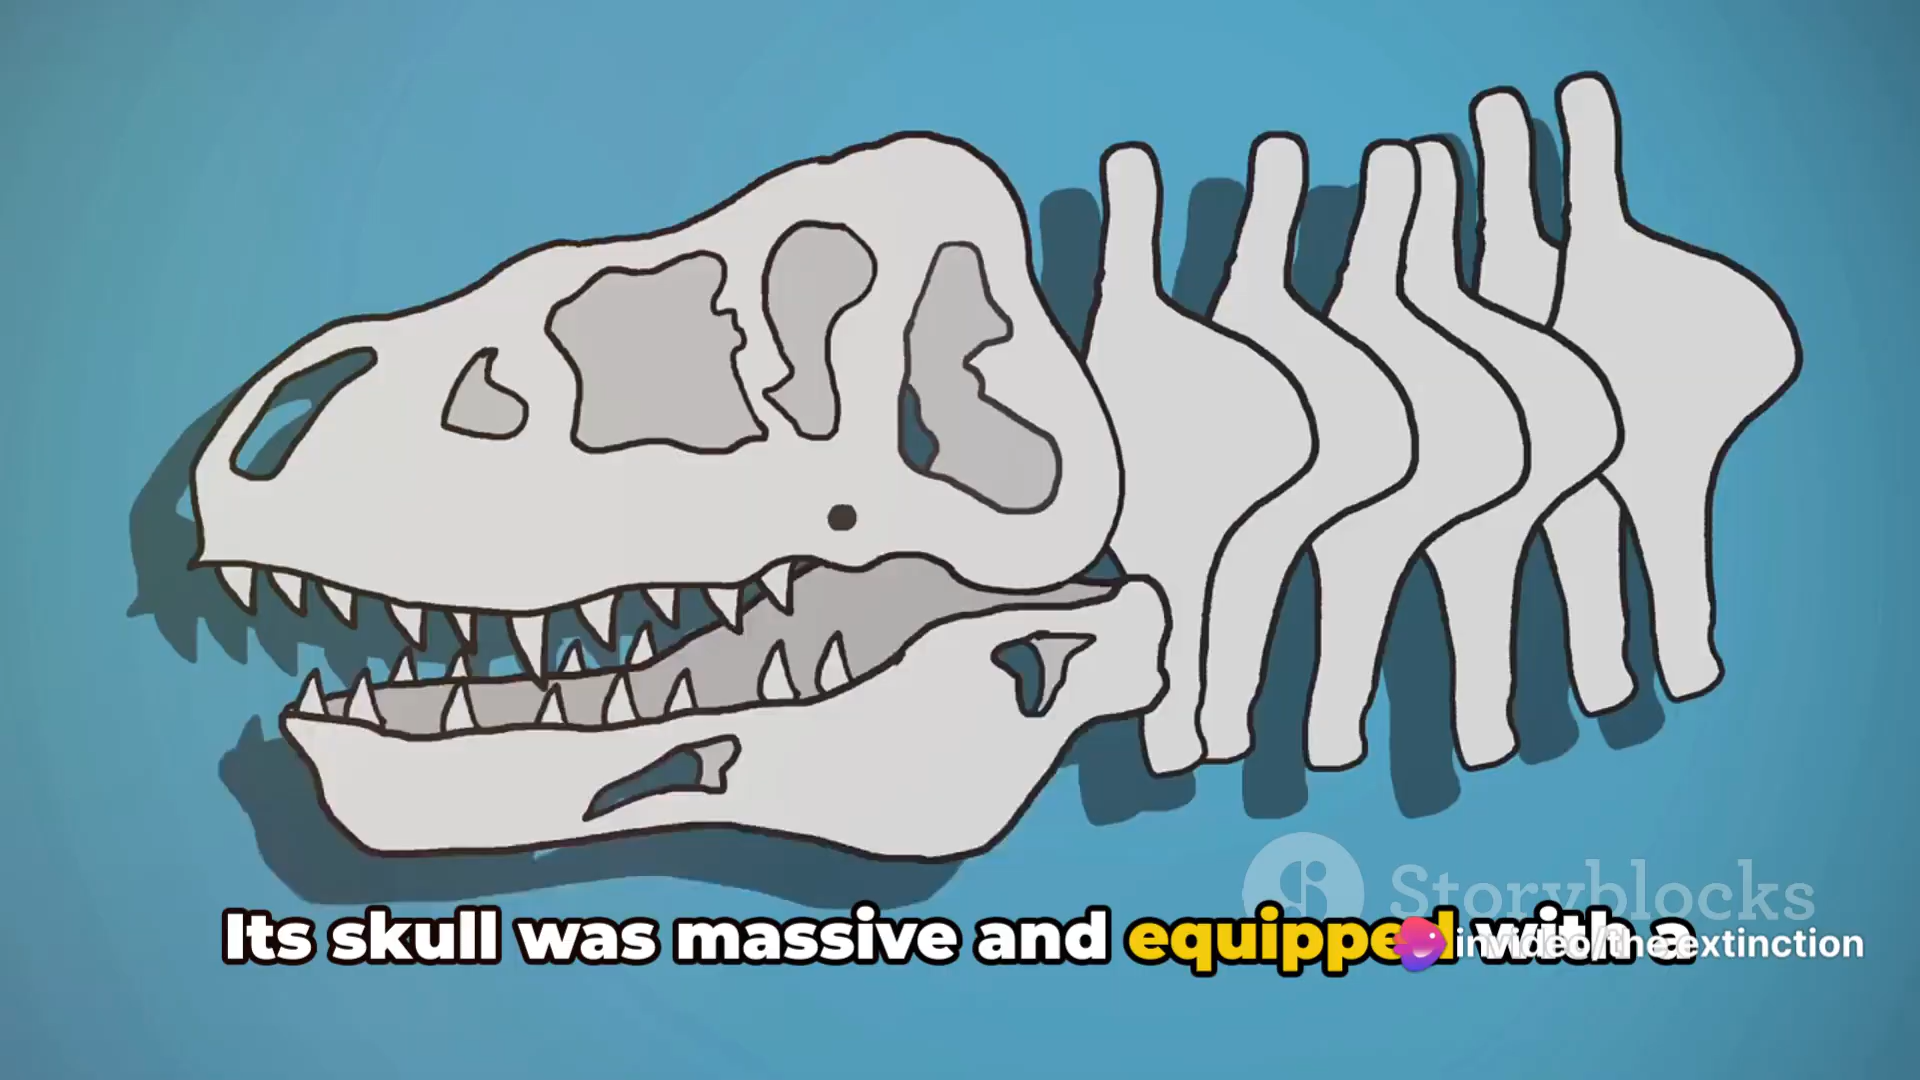 Storyblocks
Its skull was massive and equipped with a
invideo/the extinction